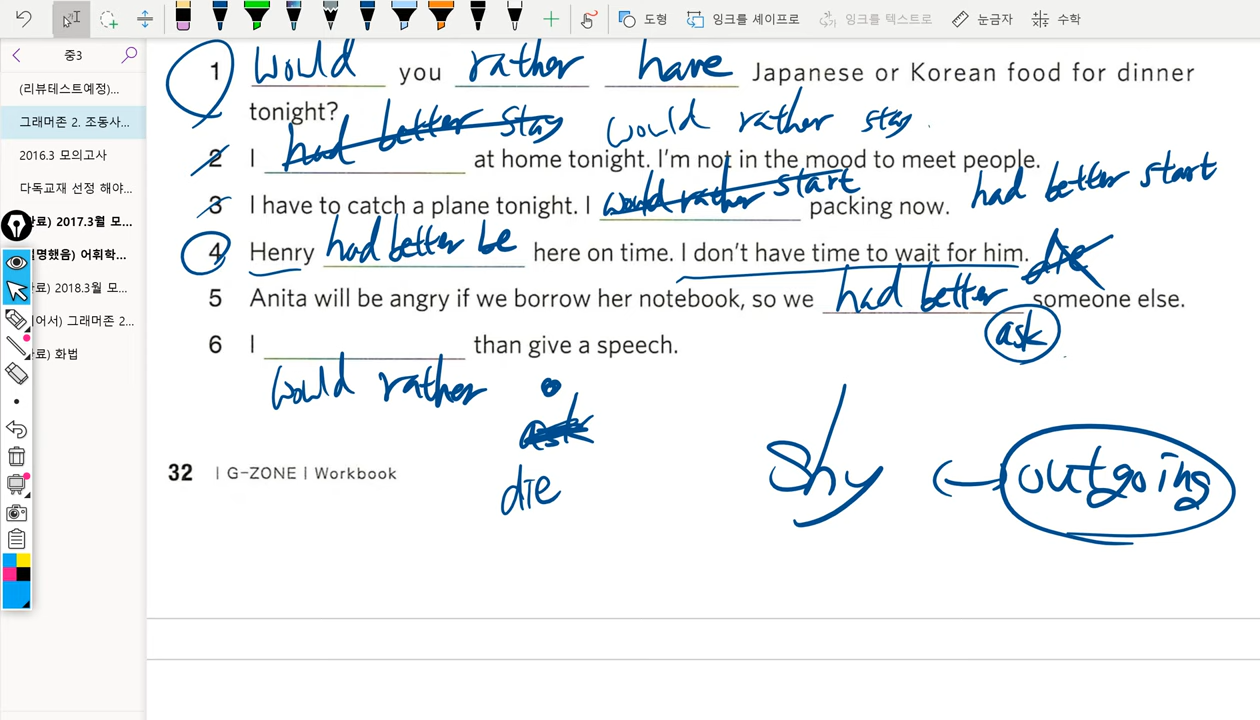 도형 잉크를 셰이프로 잉크를 텍스트로 눈금자 수학
중3
(리뷰테스트예정)...
그래머존 2. 조동사...
2016.3 모의고사
다독교재 선정 해야...
2017.3월 모...
어휘학...
2018.3월 모...
그래머존 2...
화법
1 would you rather have Japanese or Korean food for dinner
tonight?
had better stay would rather stay
2 I at home tonight. I'm not in the mood to meet people.
3 I have to catch a plane tonight. I would rather start packing now. had better start
4 Henry had better be here on time. I don't have time to wait for him. die
5 Anita will be angry if we borrow her notebook, so we had better someone else.
ask
6 I than give a speech.
would rather
ask
die
shy outgoing
32 | G-ZONE | Workbook